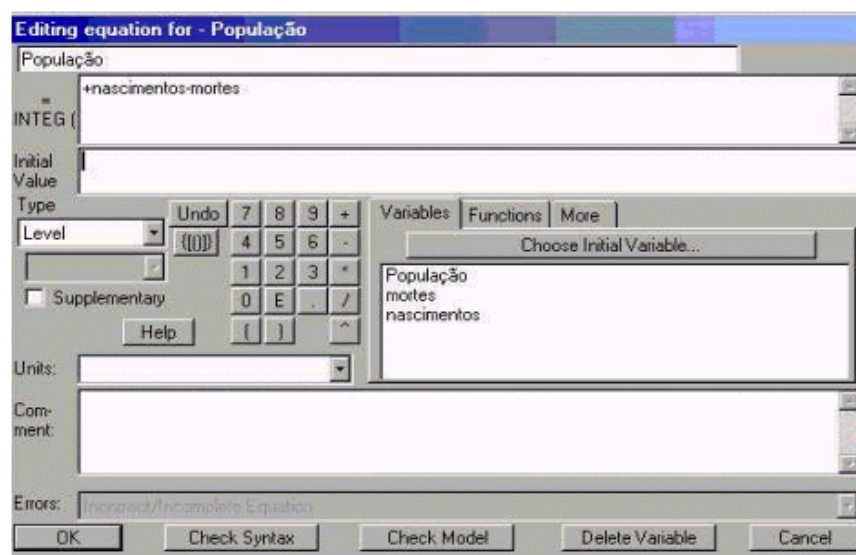 Editing equation for - População
População
=
INTEG (
+nascimentos-mortes
Initial
Value
Type
Level
Undo 7 8 9 +
{[()]} 4 5 6 -
1 2 3 *
0 E . /
( ) ^
Supplementary
Help
Variables Functions More
Choose Initial Variable...
População
mortes
nascimentos
Units:
Com-
ment:
Errors: Incorrect/Incomplete Equation
OK Check Syntax Check Model Delete Variable Cancel